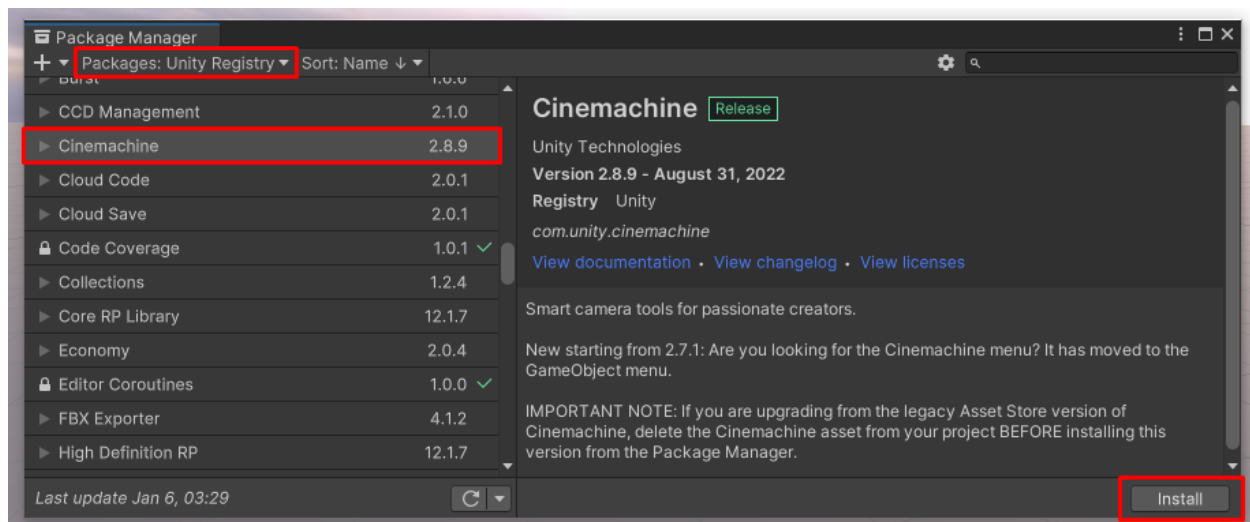 Package Manager
Packages: Unity Registry Sort: Name ↓
Burst 1.6.6
CCD Management 2.1.0
Cinemachine 2.8.9
Cloud Code 2.0.1
Cloud Save 2.0.1
Code Coverage 1.0.1
Collections 1.2.4
Core RP Library 12.1.7
Economy 2.0.4
Editor Coroutines 1.0.0
FBX Exporter 4.1.2
High Definition RP 12.1.7
Last update Jan 6, 03:29
Cinemachine Release
Unity Technologies
Version 2.8.9 - August 31, 2022
Registry Unity
com.unity.cinemachine
View documentation • View changelog • View licenses
Smart camera tools for passionate creators.
New starting from 2.7.1: Are you looking for the Cinemachine menu? It has moved to the
GameObject menu.
IMPORTANT NOTE: If you are upgrading from the legacy Asset Store version of
Cinemachine, delete the Cinemachine asset from your project BEFORE installing this
version from the Package Manager.
Install